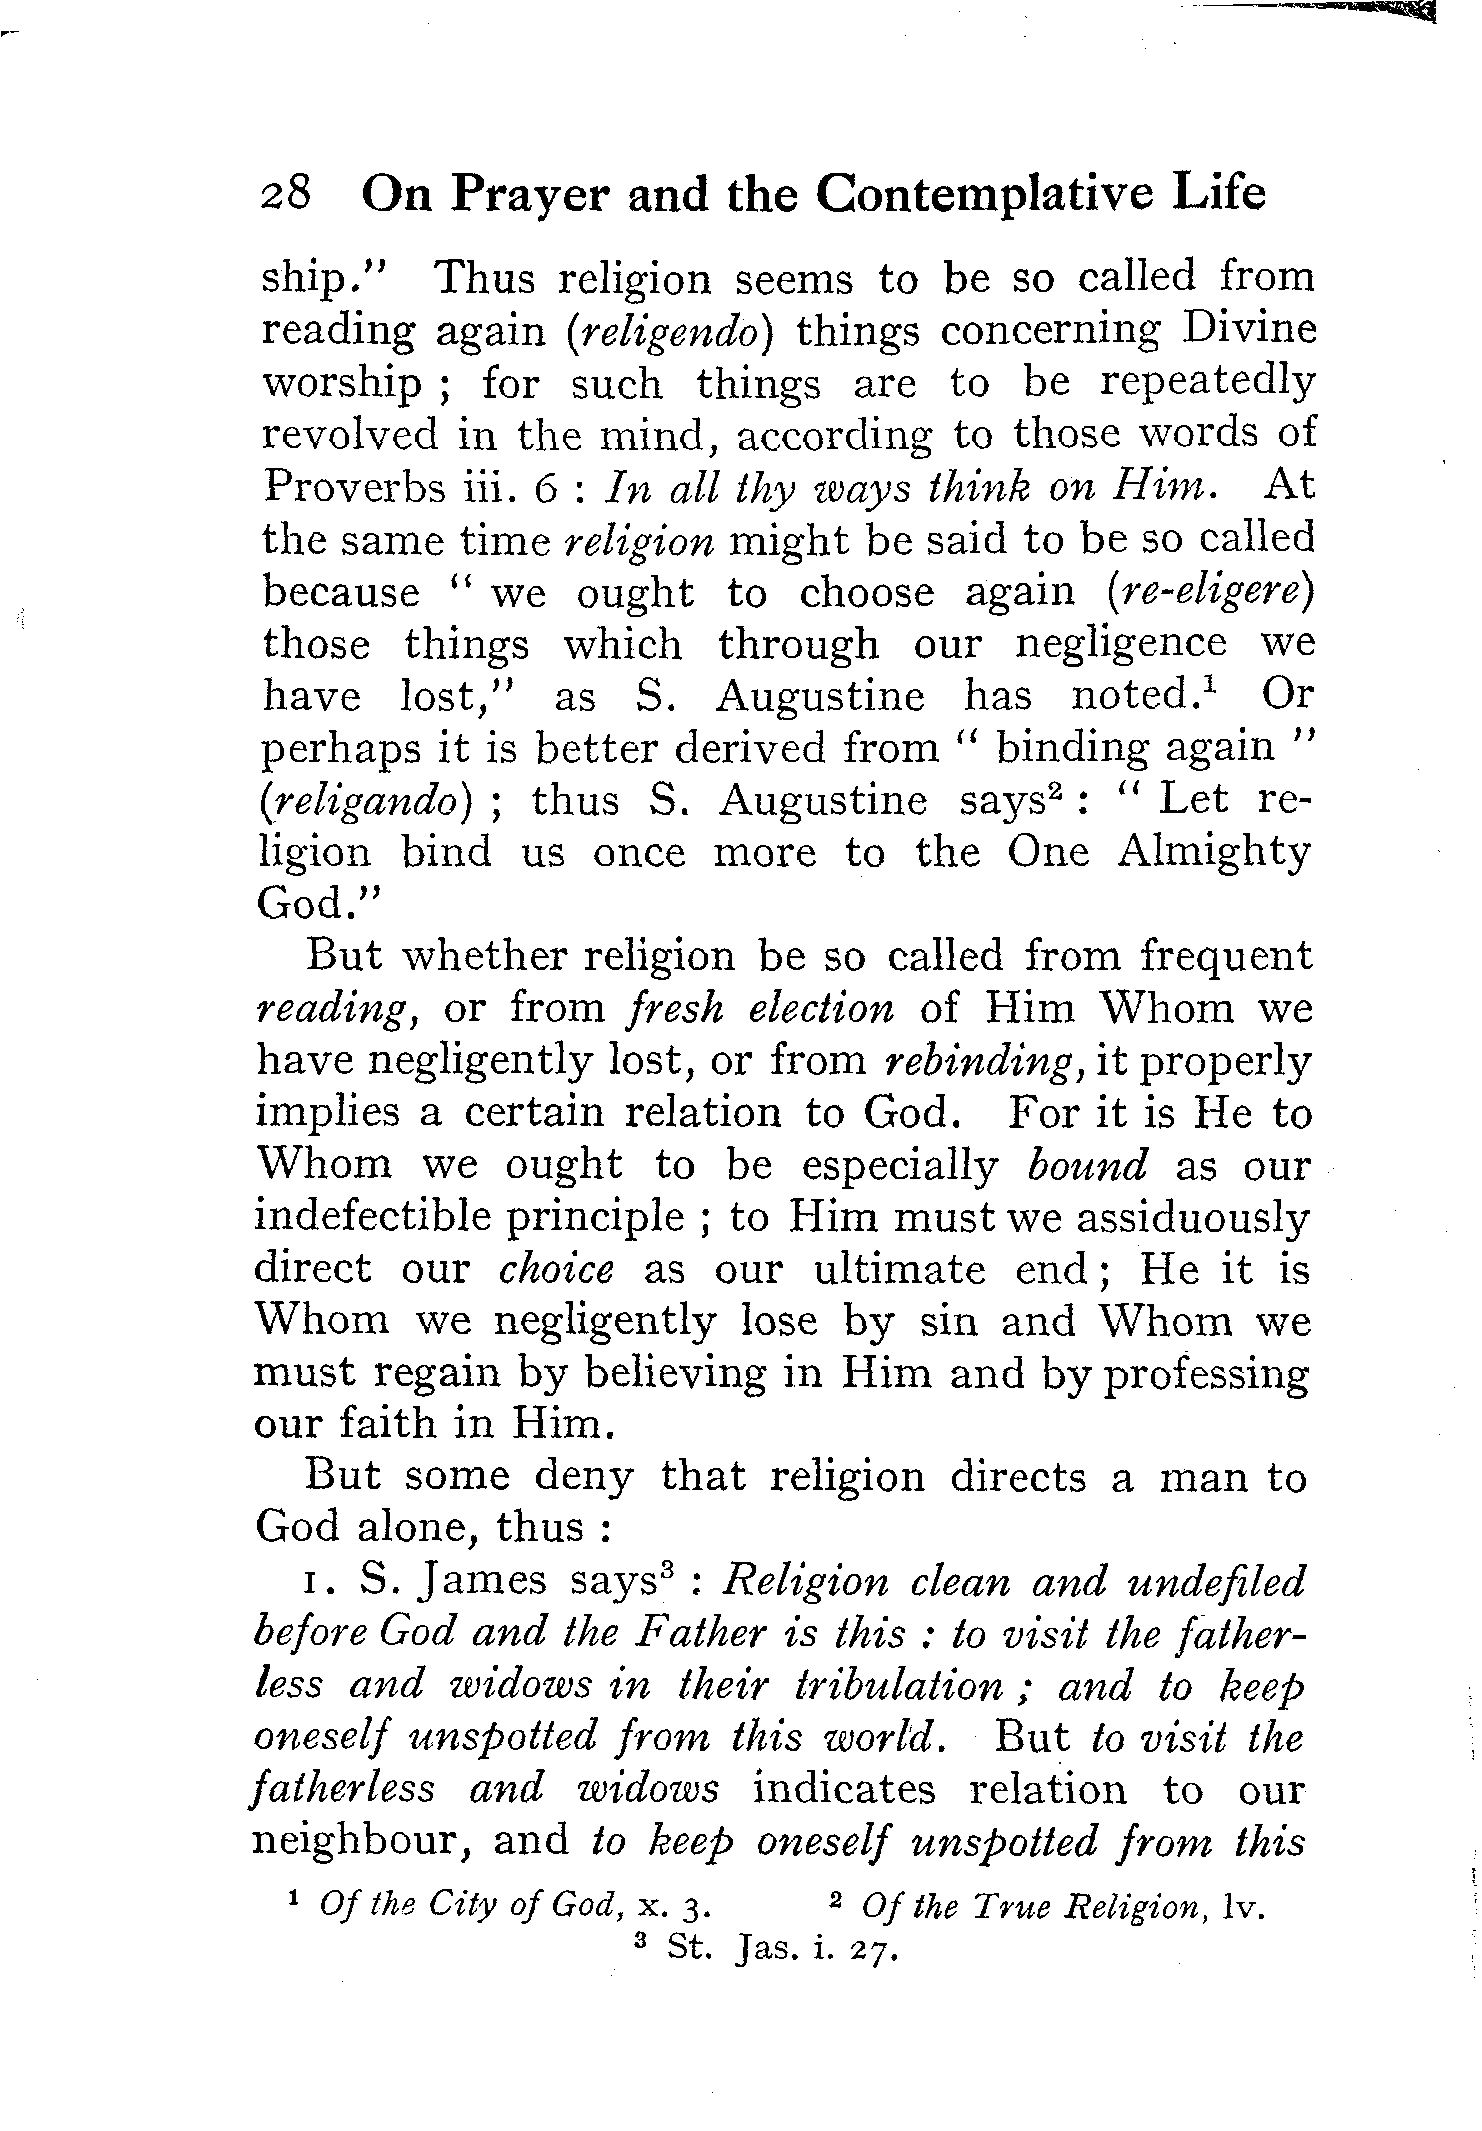 28 On Prayer and the Contemplative Life
ship." Thus religion seems to be so called from
reading again (religendo) things concerning Divine
worship ; for such things are to be repeatedly
revolved in the mind, according to those words of
Proverbs iii. 6 : In all thy ways think on Him. At
the same time religion might be said to be so called
because " we ought to choose again (re-eligere)
those things which through our negligence we
have lost," as S. Augustine has noted.¹ Or
perhaps it is better derived from " binding again "
(religando) ; thus S. Augustine says² : " Let re-
ligion bind us once more to the One Almighty
God."
But whether religion be so called from frequent
reading, or from fresh election of Him Whom we
have negligently lost, or from rebinding, it properly
implies a certain relation to God. For it is He to
Whom we ought to be especially bound as our
indefectible principle ; to Him must we assiduously
direct our choice as our ultimate end ; He it is
Whom we negligently lose by sin and Whom we
must regain by believing in Him and by professing
our faith in Him.
But some deny that religion directs a man to
God alone, thus :
1. S. James says³ : Religion clean and undefiled
before God and the Father is this : to visit the father-
less and widows in their tribulation ; and to keep
oneself unspotted from this world. But to visit the
fatherless and widows indicates relation to our
neighbour, and to keep oneself unspotted from this
¹ Of the City of God, x. 3. ² Of the True Religion, lv.
³ St. Jas. i. 27.